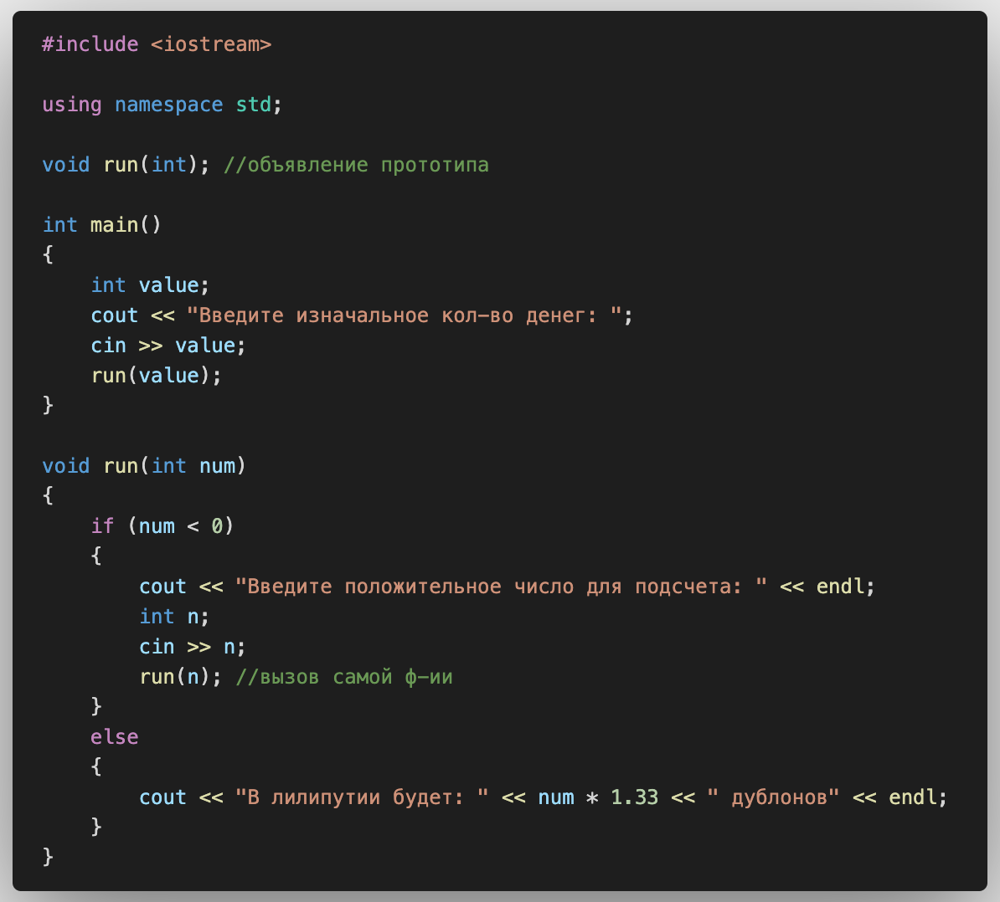 #include <iostream>
using namespace std;
void run(int); //объявление прототипа
int main()
{
    int value;
    cout << "Введите изначальное кол-во денег: ";
    cin >> value;
    run(value);
}
void run(int num)
{
    if (num < 0)
    {
        cout << "Введите положительное число для подсчета: " << endl;
        int n;
        cin >> n;
        run(n); //вызов самой ф-ии
    }
    else
    {
        cout << "В лилипутии будет: " << num * 1.33 << " дублонов" << endl;
    }
}